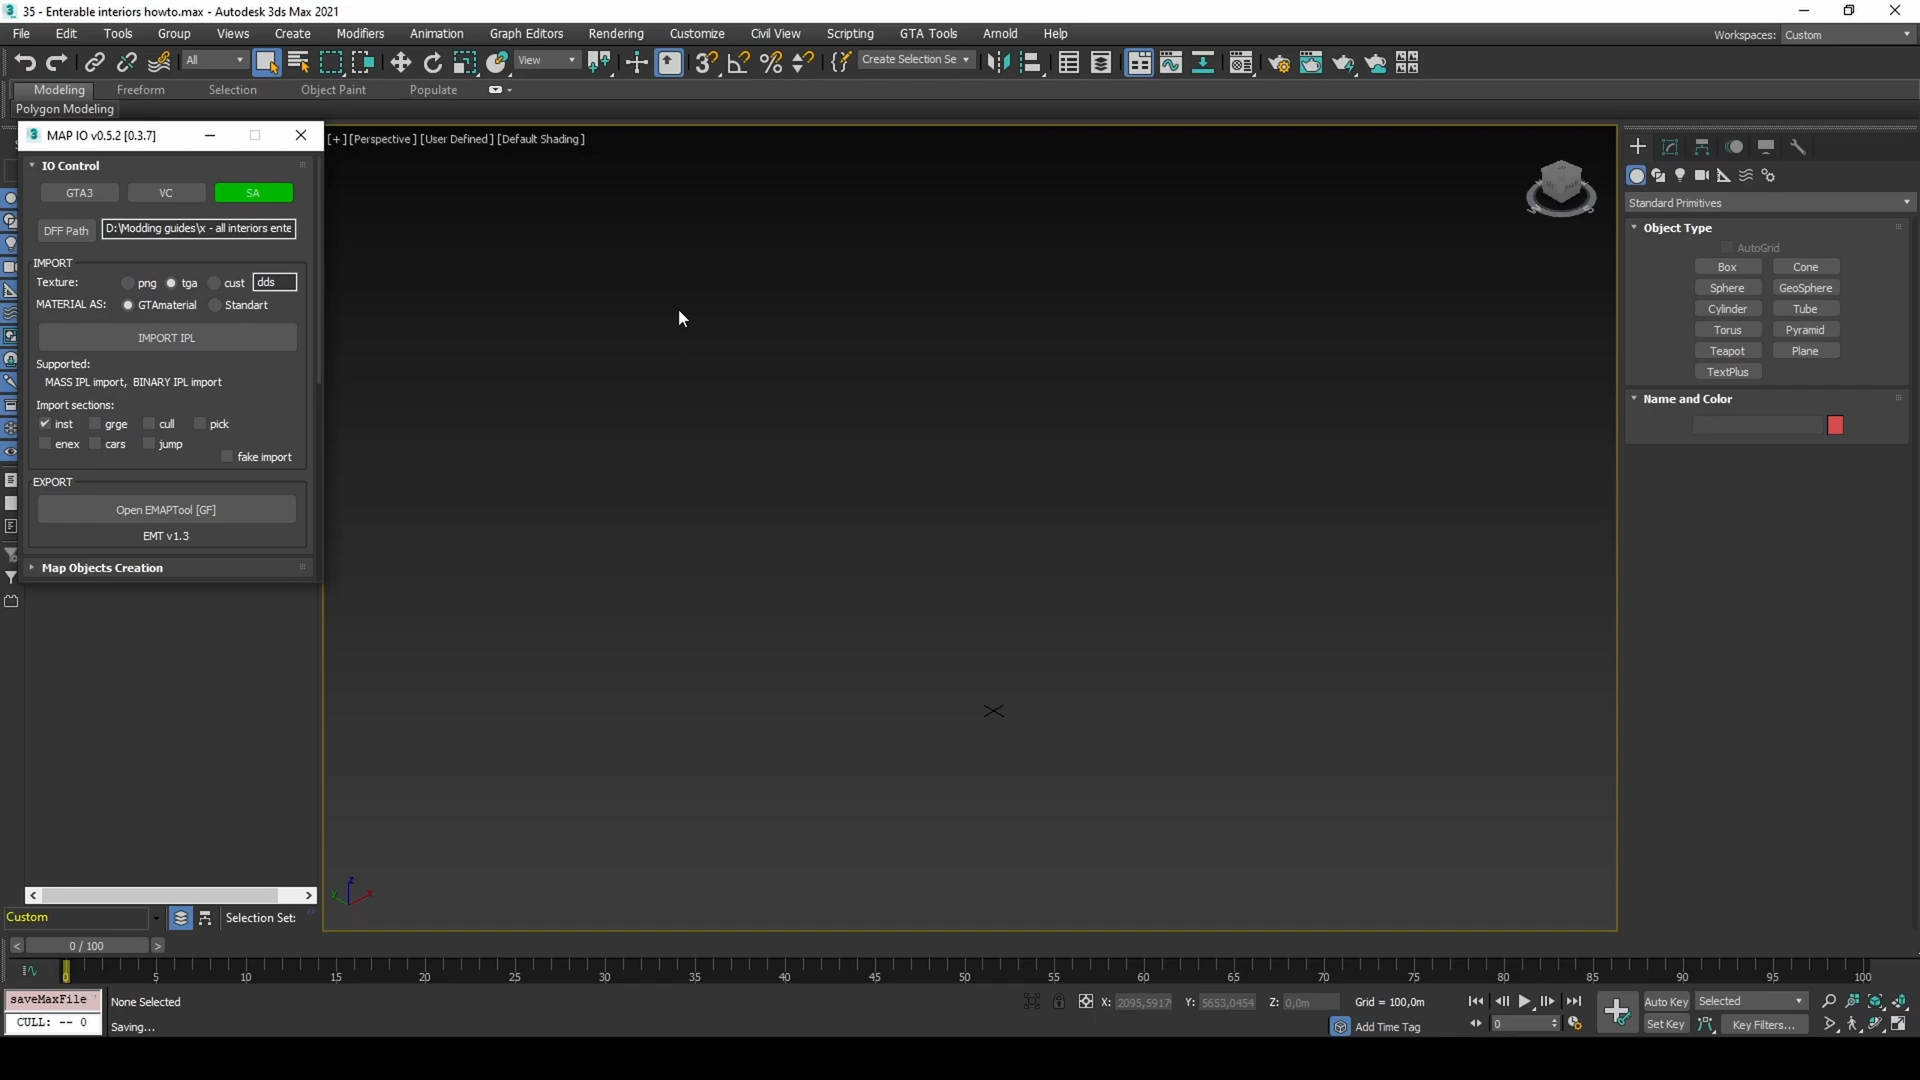 35 - Enterable interiors howto.max - Autodesk 3ds Max 2021
File Edit Tools Group Views Create Modifiers Animation Graph Editors Rendering Customize Civil View Scripting GTA Tools Arnold Help Workspaces: Custom
All View Create Selection Se
Modeling Freeform Selection Object Paint Populate
Polygon Modeling
MAP IO v0.5.2 [0.3.7]
IO Control
GTA3 VC SA
DFF Path D:\Modding guides\x - all interiors ente
IMPORT
Texture: png tga cust dds
MATERIAL AS: GTAmaterial Standart
IMPORT IPL
Supported:
MASS IPL import, BINARY IPL import
Import sections:
inst grge cull pick
enex cars jump
fake import
EXPORT
Open EMAPTool [GF]
EMT v1.3
Map Objects Creation
[+] [Perspective] [User Defined] [Default Shading]
z
y x
Standard Primitives
Object Type
AutoGrid
Box Cone
Sphere GeoSphere
Cylinder Tube
Torus Pyramid
Teapot Plane
TextPlus
Name and Color
Custom Selection Set:
< 0 / 100 >
0 5 10 15 20 25 30 35 40 45 50 55 60 65 70 75 80 85 90 95 100
saveMaxFile None Selected X: 2095,5917 Y: 5653,0454 Z: 0,0m Grid = 100,0m Auto Key Selected
CULL: -- 0 Saving... Add Time Tag 0 Set Key Key Filters...